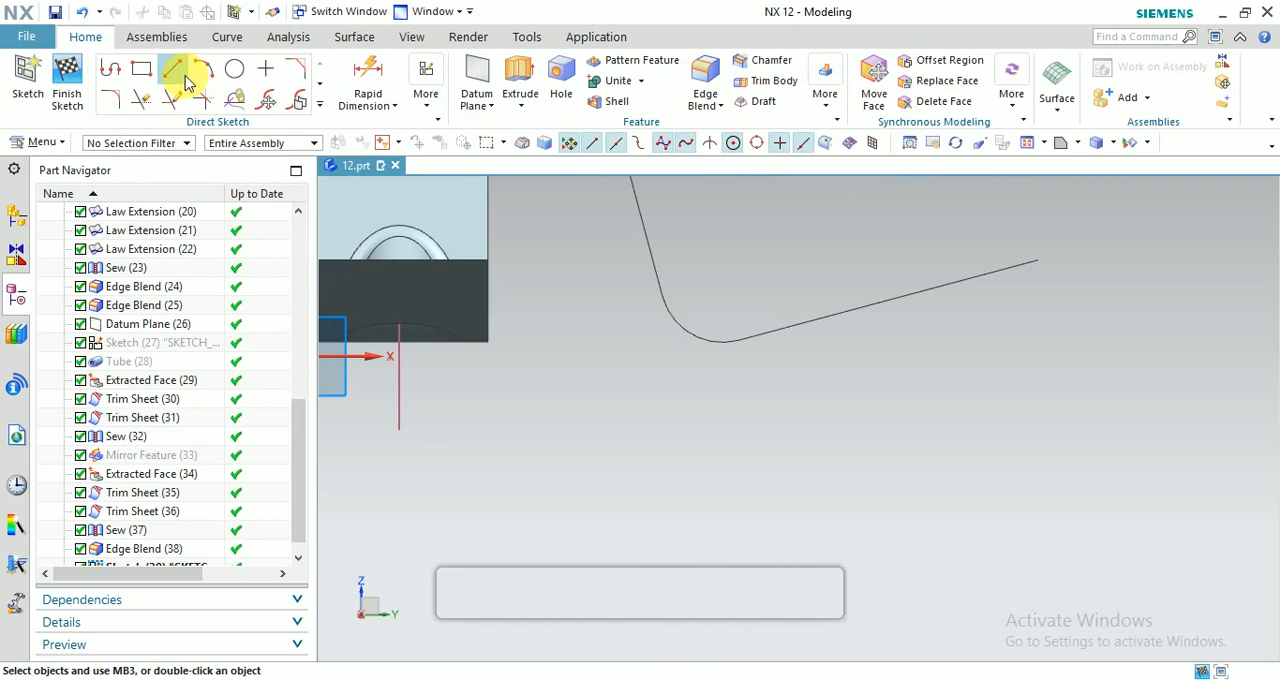 NX Switch Window Window NX 12 - Modeling SIEMENS
File Home Assemblies Curve Analysis Surface View Render Tools Application Find a Command
Sketch Finish Sketch Rapid Dimension More Datum Plane Extrude Hole Pattern Feature Unite Shell Edge Blend Chamfer Trim Body Draft More Move Face Offset Region Replace Face Delete Face More Surface Work on Assembly Add
Direct Sketch Feature Synchronous Modeling Assemblies
Menu No Selection Filter Entire Assembly
Part Navigator 12.prt
Name Up to Date
Law Extension (20)
Law Extension (21)
Law Extension (22)
Sew (23)
Edge Blend (24)
Edge Blend (25)
Datum Plane (26)
Sketch (27) "SKETCH_...
Tube (28)
Extracted Face (29)
Trim Sheet (30)
Trim Sheet (31)
Sew (32)
Mirror Feature (33)
Extracted Face (34)
Trim Sheet (35)
Trim Sheet (36)
Sew (37)
Edge Blend (38)
X
Z
Y
X
Dependencies
Details
Preview
Activate Windows
Go to Settings to activate Windows.
Select objects and use MB3, or double-click an object